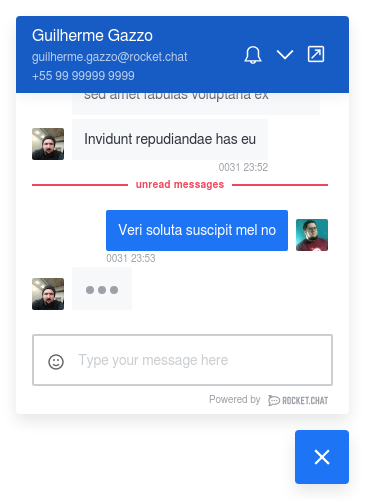 Guilherme Gazzo
guilherme.gazzo@rocket.chat
+55 99 99999 9999
sed amet fabulas voluptaria ex
Invidunt repudiandae has eu
0031 23:52
unread messages
Veri soluta suscipit mel no
0031 23:53
Type your message here
Powered by ROCKET.CHAT